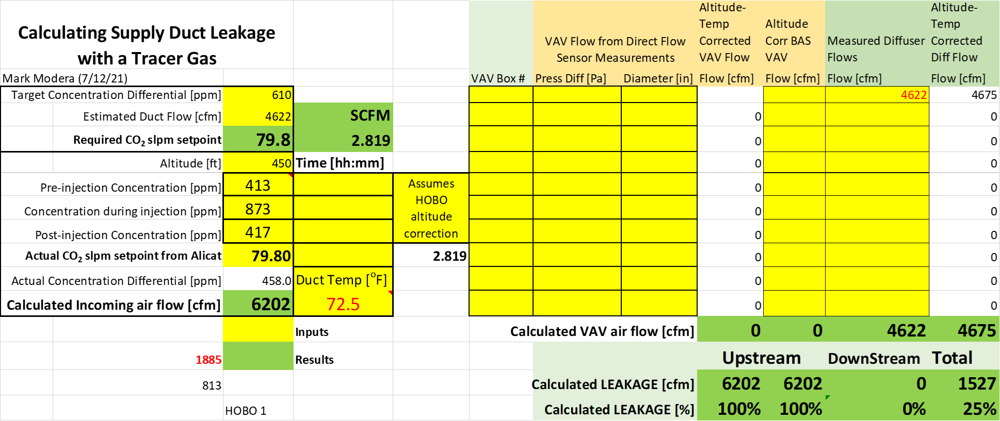 Calculating Supply Duct Leakage
with a Tracer Gas
Mark Modera (7/12/21)
VAV Box #
VAV Flow from Direct Flow
Sensor Measurements
Press Diff [Pa] Diameter [in]
Altitude-
Temp
Corrected
VAV Flow
Flow [cfm]
Altitude
Corr BAS
VAV
Flow [cfm]
Measured Diffuser
Flows
Flow [cfm]
Altitude-
Temp
Corrected
Diff Flow
Flow [cfm]
Target Concentration Differential [ppm] 610 4622 4675
Estimated Duct Flow [cfm] 4622 SCFM 0 0
Required CO2 slpm setpoint 79.8 2.819 0 0
Altitude [ft] 450 Time [hh:mm] 0 0
Pre-injection Concentration [ppm] 413 0 0
Concentration during injection [ppm] 873 0 0
Post-injection Concentration [ppm] 417 0 0
Assumes
HOBO
altitude
correction
Actual CO2 slpm setpoint from Alicat 79.80 2.819 0 0
Actual Concentration Differential [ppm] 458.0 Duct Temp [oF] 0 0
Calculated Incoming air flow [cfm] 6202 72.5 0 0
Inputs Calculated VAV air flow [cfm] 0 0 4622 4675
1885 Results Upstream DownStream Total
813 Calculated LEAKAGE [cfm] 6202 6202 0 1527
HOBO 1 Calculated LEAKAGE [%] 100% 100% 0% 25%